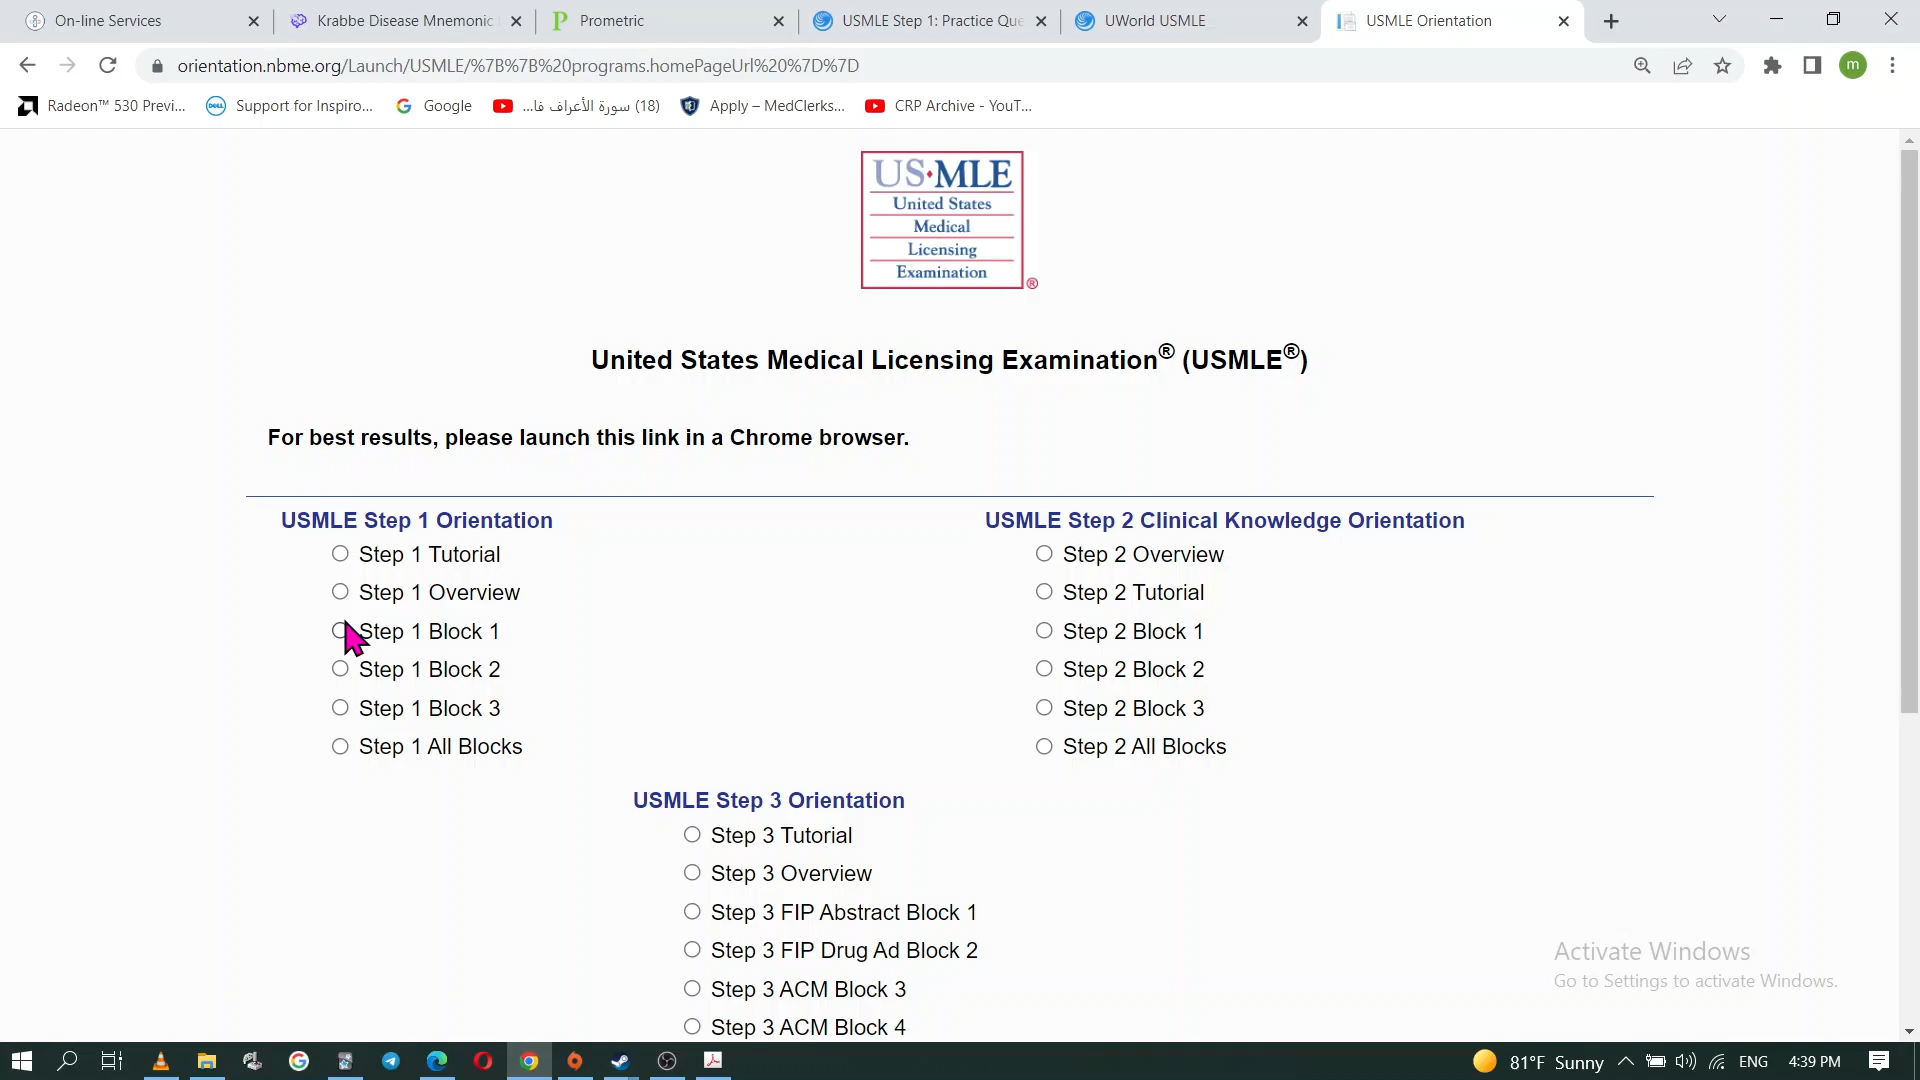 On-line Services
Krabbe Disease Mnemonic
Prometric
USMLE Step 1: Practice Que
UWorld USMLE
USMLE Orientation
orientation.nbme.org/Launch/USMLE/%7B%7B%20programs.homePageUrl%20%7D%7D
m
Radeon™ 530 Previ...
Support for Inspiro...
Google
(18) سورة الأعراف فا...
Apply – MedClerks...
CRP Archive - YouT...
US MLE
United States
Medical
Licensing
Examination
®
United States Medical Licensing Examination® (USMLE®)
For best results, please launch this link in a Chrome browser.
USMLE Step 1 Orientation
Step 1 Tutorial
Step 1 Overview
Step 1 Block 1
Step 1 Block 2
Step 1 Block 3
Step 1 All Blocks
USMLE Step 2 Clinical Knowledge Orientation
Step 2 Overview
Step 2 Tutorial
Step 2 Block 1
Step 2 Block 2
Step 2 Block 3
Step 2 All Blocks
USMLE Step 3 Orientation
Step 3 Tutorial
Step 3 Overview
Step 3 FIP Abstract Block 1
Step 3 FIP Drug Ad Block 2
Step 3 ACM Block 3
Step 3 ACM Block 4
Activate Windows
Go to Settings to activate Windows.
81°F Sunny
ENG
4:39 PM